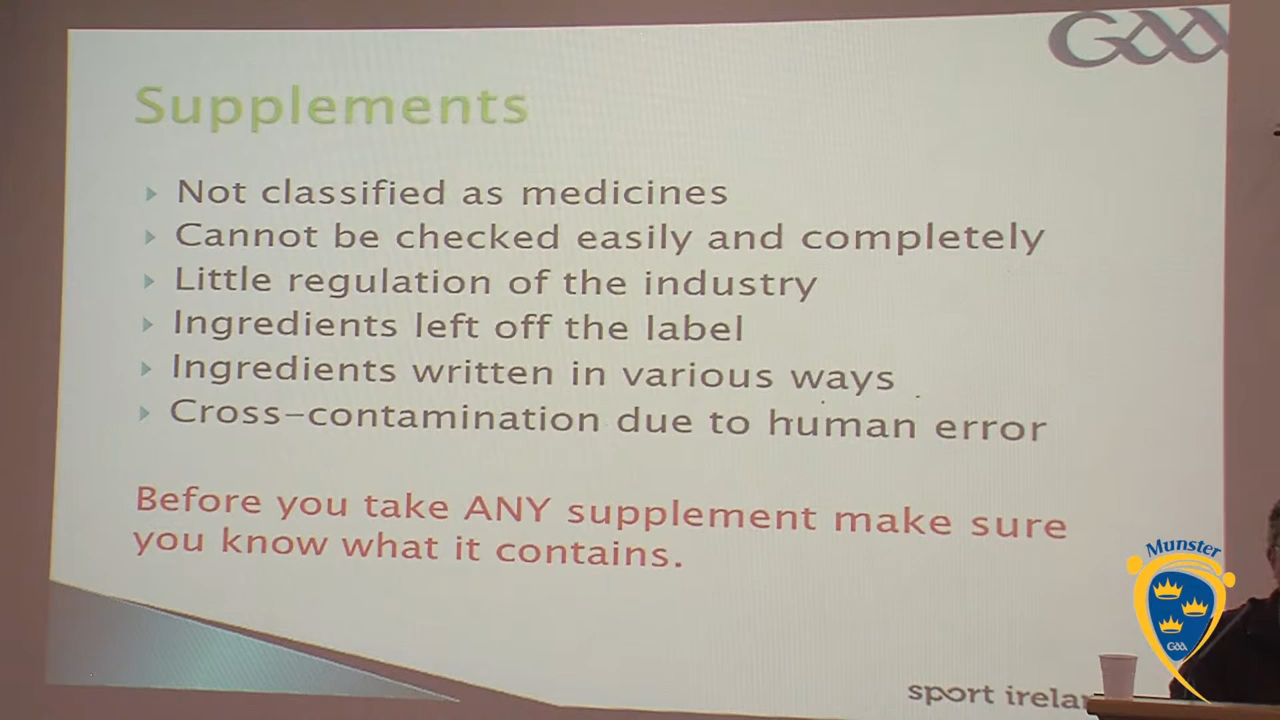 GAA
Supplements
Not classified as medicines
Cannot be checked easily and completely
Little regulation of the industry
Ingredients left off the label
Ingredients written in various ways
Cross-contamination due to human error
Before you take ANY supplement make sure
you know what it contains.
Munster
GAA
sport irela